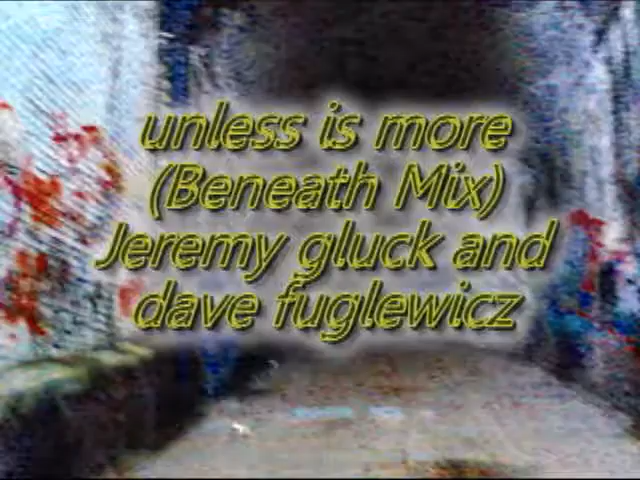 unless is more
(Beneath Mix)
Jeremy gluck and
dave fuglewicz